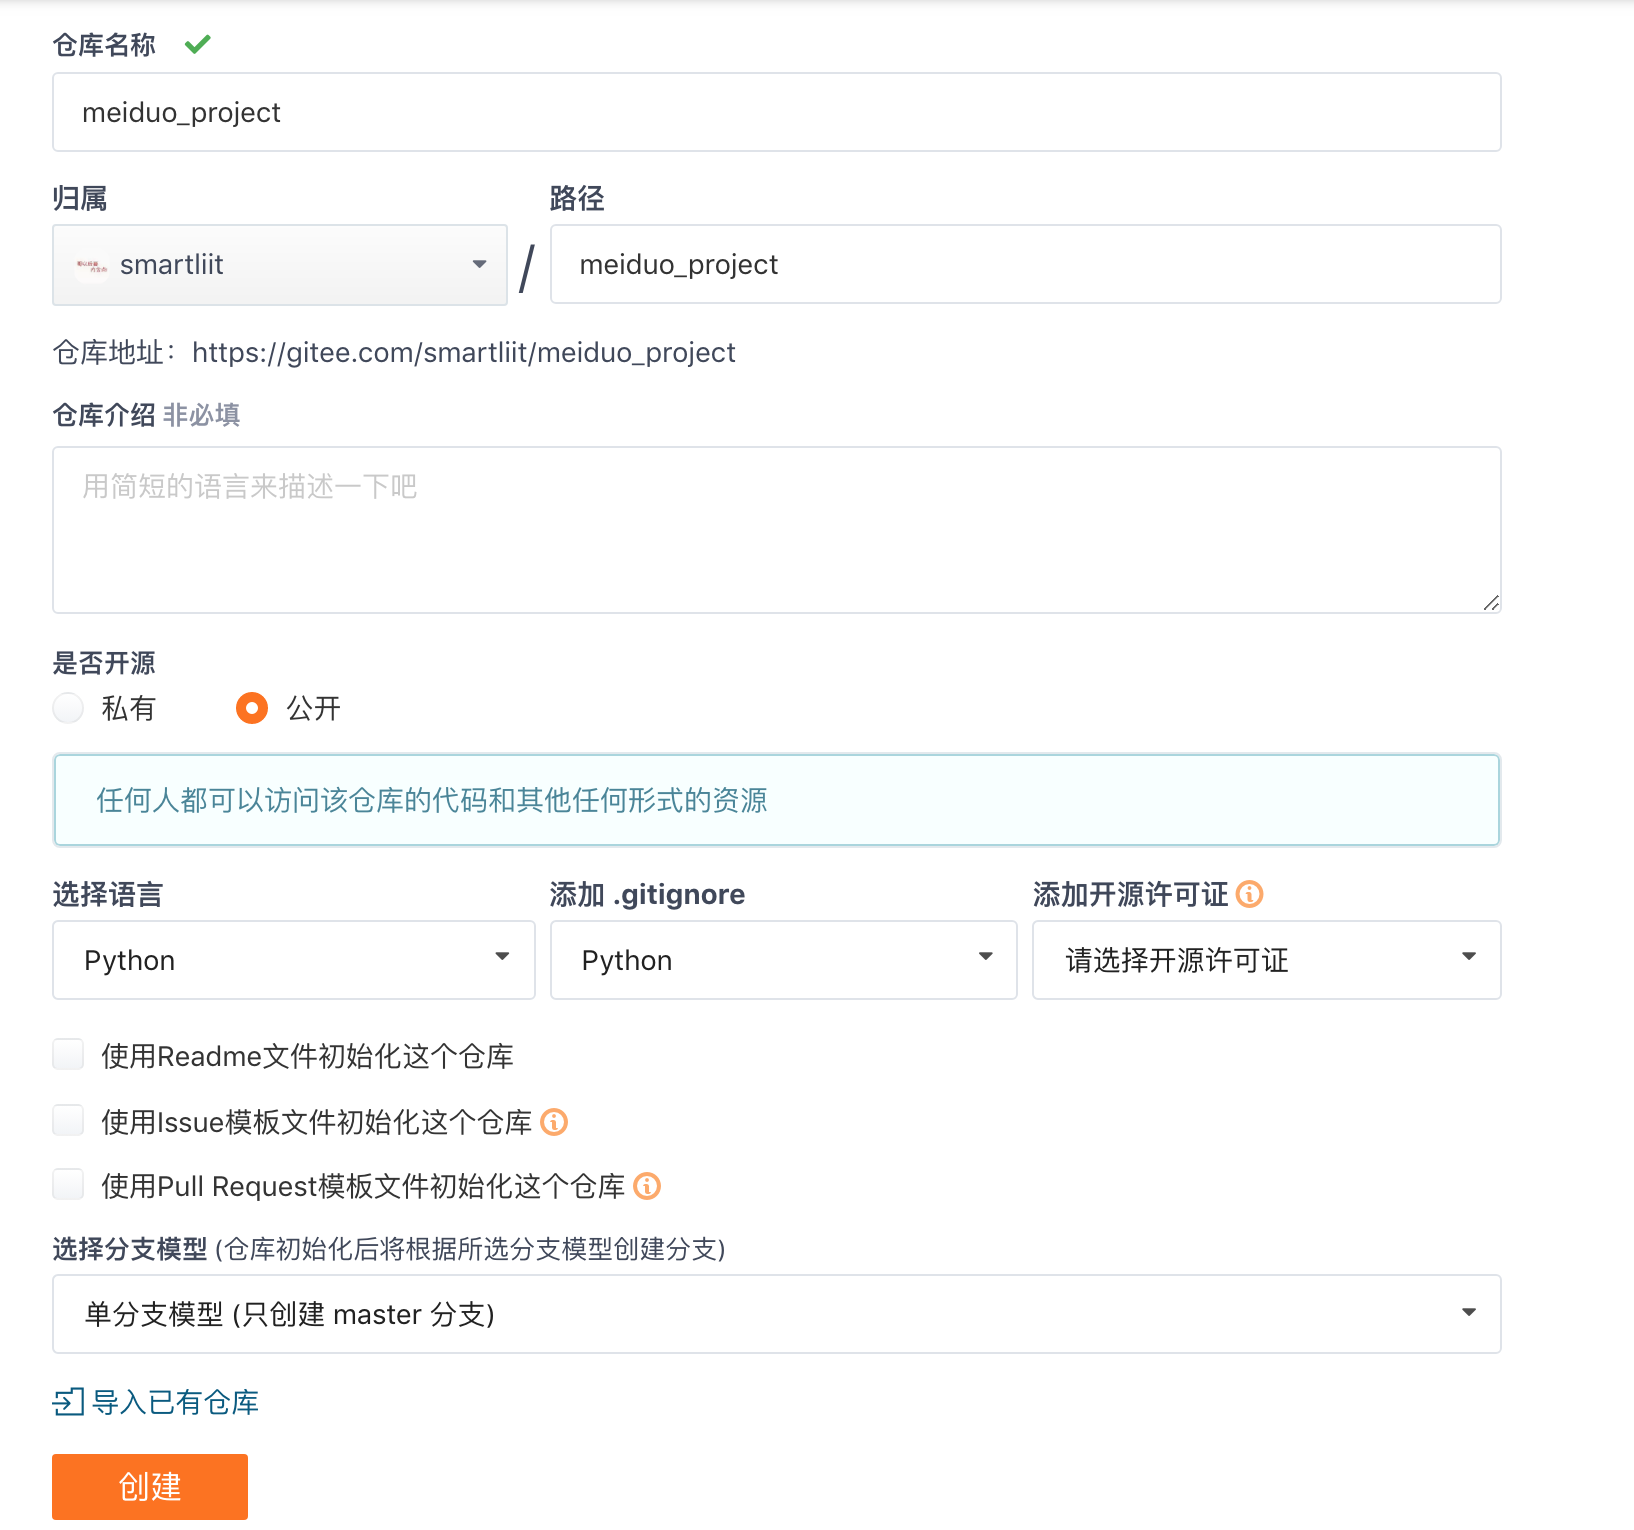 仓库名称
meiduo_project
归属 路径
smartliit / meiduo_project
仓库地址：https://gitee.com/smartliit/meiduo_project
仓库介绍 非必填
用简短的语言来描述一下吧
是否开源
私有 公开
任何人都可以访问该仓库的代码和其他任何形式的资源
选择语言 添加 .gitignore 添加开源许可证
Python Python 请选择开源许可证
使用Readme文件初始化这个仓库
使用Issue模板文件初始化这个仓库
使用Pull Request模板文件初始化这个仓库
选择分支模型 (仓库初始化后将根据所选分支模型创建分支)
单分支模型 (只创建 master 分支)
导入已有仓库
创建